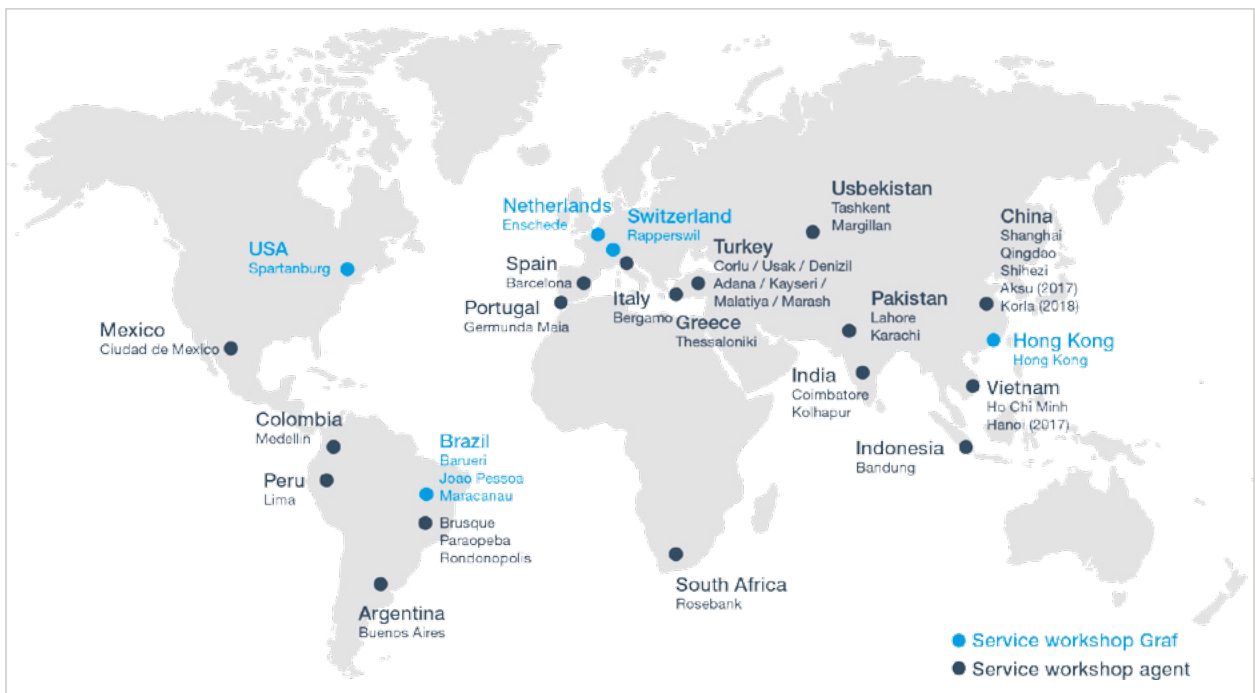 Netherlands
Enschede
Switzerland
Rapperswil
USA
Spartanburg
Usbekistan
Tashkent
Margillan
China
Shanghai
Qingdao
Shihezi
Aksu (2017)
Korla (2018)
Spain
Barcelona
Portugal
Germunda Maia
Italy
Bergamo
Turkey
Corlu / Usak / Denizil
Adana / Kayseri /
Malatiya / Marash
Greece
Thessaloniki
Pakistan
Lahore
Karachi
Mexico
Ciudad de Mexico
Hong Kong
Hong Kong
India
Coimbatore
Kolhapur
Vietnam
Ho Chi Minh
Hanoi (2017)
Colombia
Medellin
Brazil
Barueri
Joao Pessoa
Maracanau
Indonesia
Bandung
Peru
Lima
Brusque
Paraopeba
Rondonopolis
South Africa
Rosebank
Argentina
Buenos Aires
Service workshop Graf
Service workshop agent